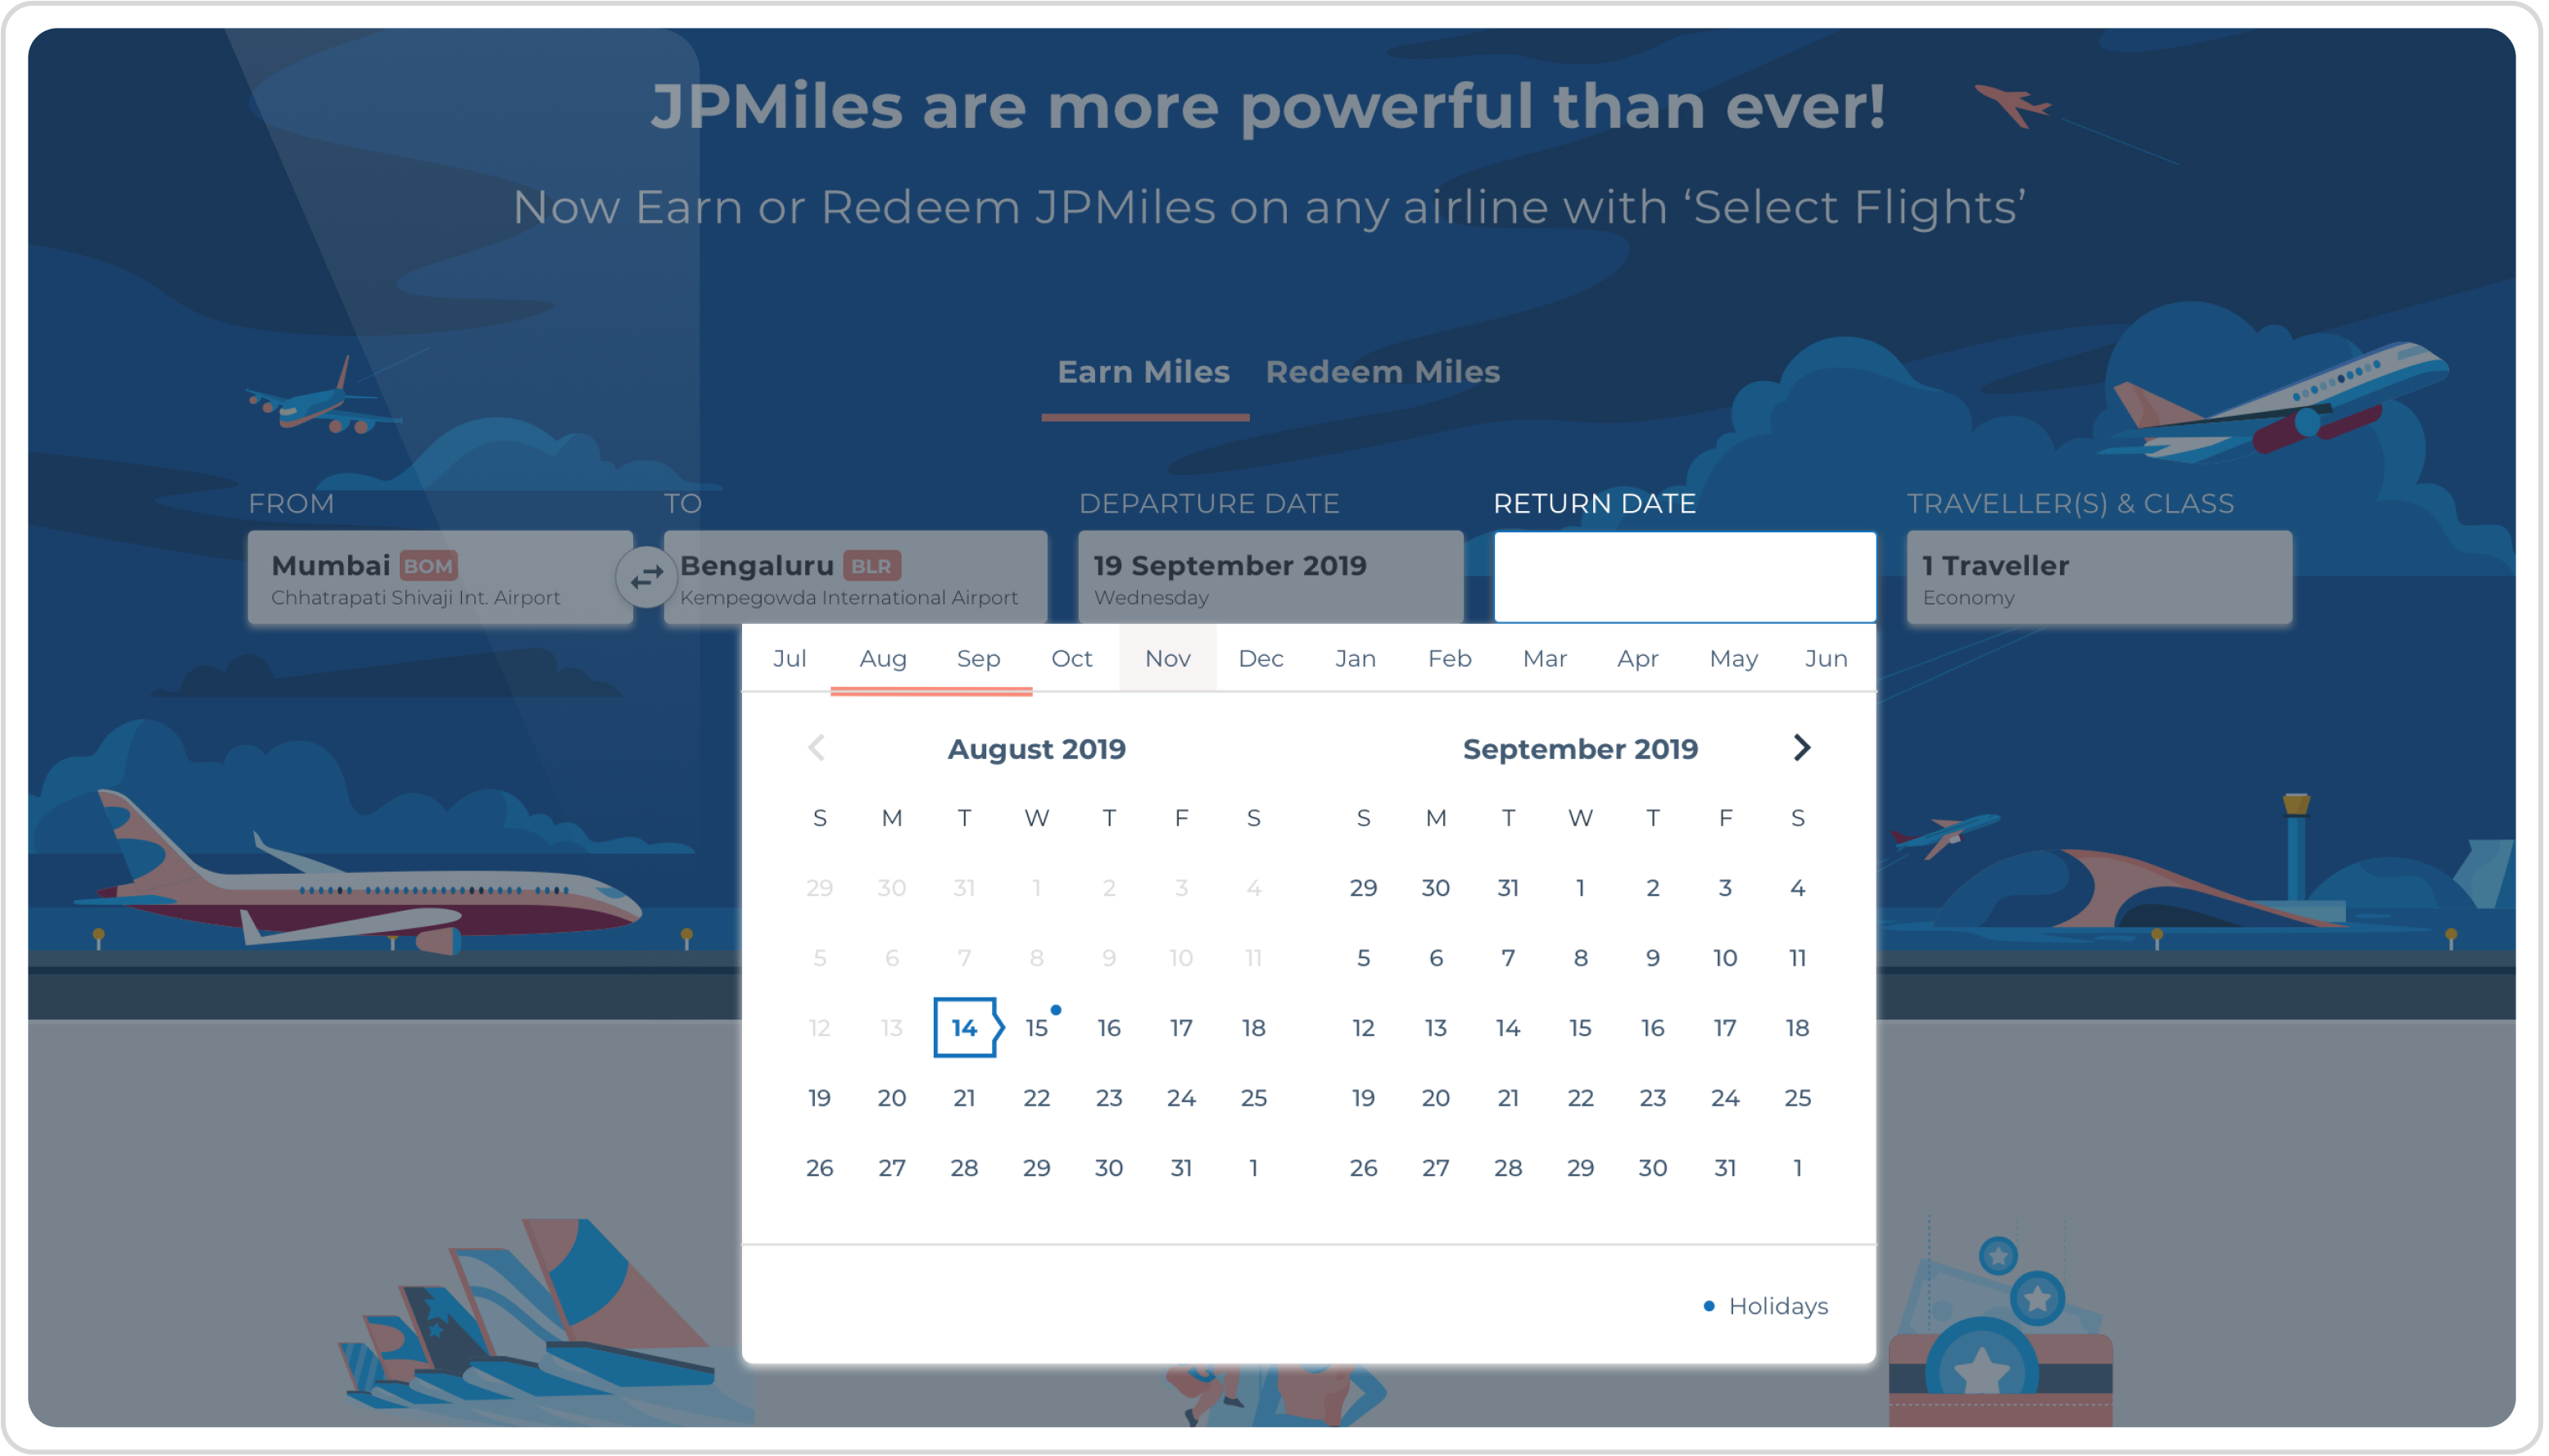 JPMiles are more powerful than ever!
Now Earn or Redeem JPMiles on any airline with ‘Select Flights’
Earn Miles Redeem Miles
FROM TO DEPARTURE DATE RETURN DATE TRAVELLER(S) & CLASS
Mumbai BOM Bengaluru BLR 19 September 2019 1 Traveller
Chhatrapati Shivaji Int. Airport Kempegowda International Airport Wednesday Economy
Jul Aug Sep Oct Nov Dec Jan Feb Mar Apr May Jun
August 2019 September 2019
S M T W T F S S M T W T F S
29 30 31 1 2 3 4 29 30 31 1 2 3 4
5 6 7 8 9 10 11 5 6 7 8 9 10 11
12 13 14 15 16 17 18 12 13 14 15 16 17 18
19 20 21 22 23 24 25 19 20 21 22 23 24 25
26 27 28 29 30 31 1 26 27 28 29 30 31 1
Holidays